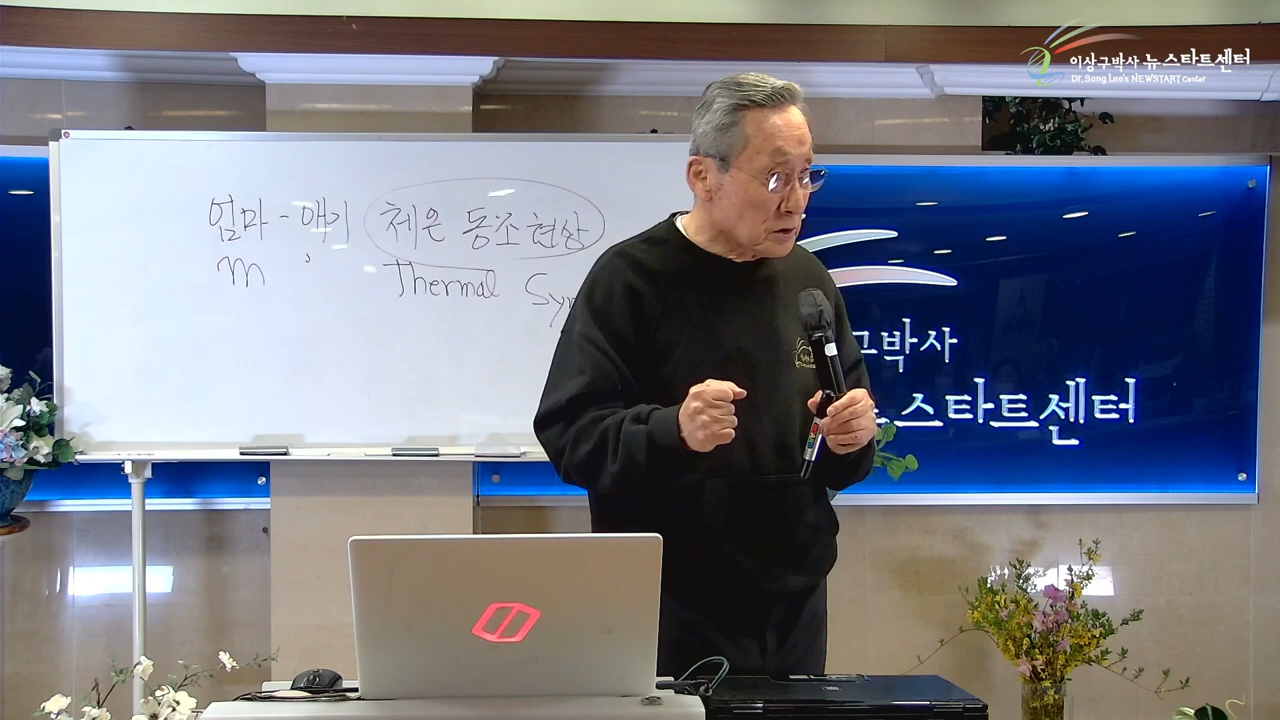 이상구박사 뉴스타트센터
Dr. Sang Lee's NEWSTART Center
엄마 - 애기 체온 동조 현상
m
Thermal Syn
구박사
뉴스타트센터